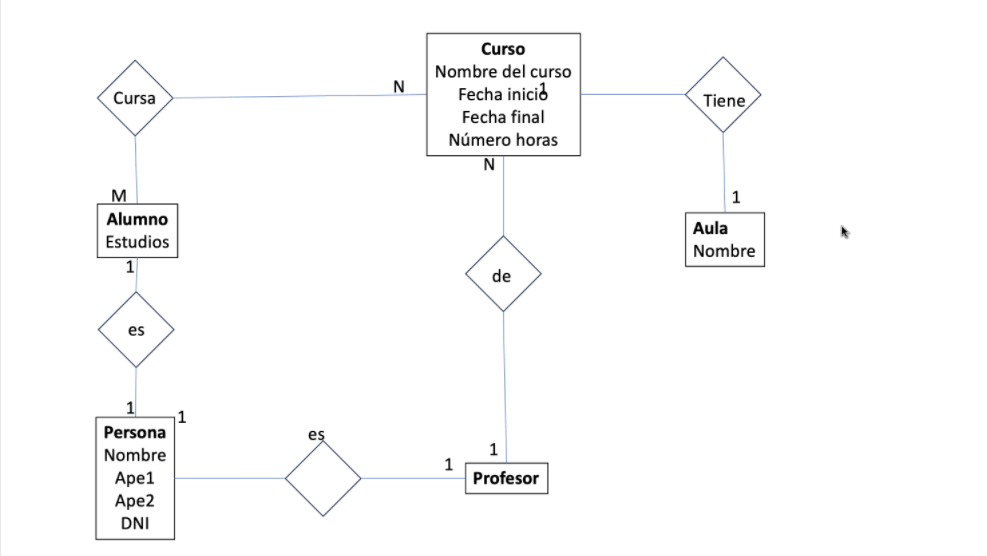 Curso
Nombre del curso
Fecha inicio
1
Fecha final
Número horas
N
Cursa
Tiene
N
M
Alumno
Estudios
1
1
Aula
Nombre
de
es
1
1
Persona
Nombre
Ape1
Ape2
DNI
es
1
1
Profesor